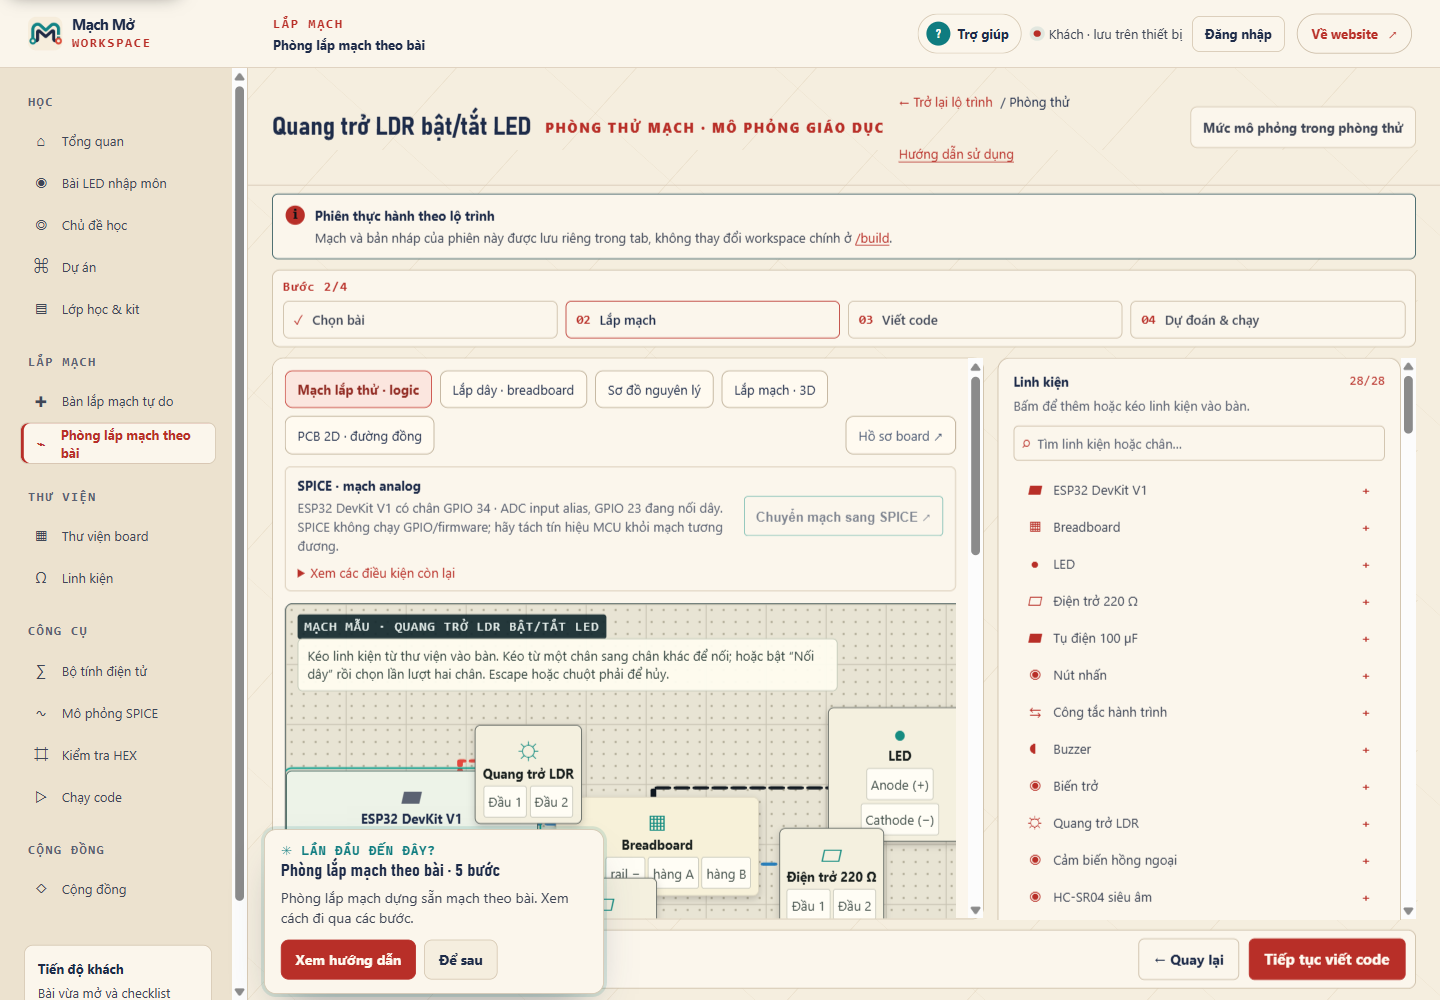 Mạch Mở
WORKSPACE
LẮP MẠCH
Phòng lắp mạch theo bài
? Trợ giúp
Khách · lưu trên thiết bị
Đăng nhập
Về website ↗
HỌC
Tổng quan
Bài LED nhập môn
Chủ đề học
Dự án
Lớp học & kit
LẮP MẠCH
Bàn lắp mạch tự do
Phòng lắp mạch theo
bài
THƯ VIỆN
Thư viện board
Linh kiện
CÔNG CỤ
Bộ tính điện tử
Mô phỏng SPICE
Kiểm tra HEX
Chạy code
CỘNG ĐỒNG
Cộng đồng
Tiến độ khách
Bài vừa mở và checklist
Quang trở LDR bật/tắt LED
PHÒNG THỬ MẠCH · MÔ PHỎNG GIÁO DỤC
← Trở lại lộ trình / Phòng thử
Hướng dẫn sử dụng
Mức mô phỏng trong phòng thử
Phiên thực hành theo lộ trình
Mạch và bản nháp của phiên này được lưu riêng trong tab, không thay đổi workspace chính ở /build.
Bước 2/4
✓ Chọn bài
02 Lắp mạch
03 Viết code
04 Dự đoán & chạy
Mạch lắp thử · logic
Lắp dây · breadboard
Sơ đồ nguyên lý
Lắp mạch · 3D
PCB 2D · đường đồng
Hồ sơ board ↗
SPICE · mạch analog
ESP32 DevKit V1 có chân GPIO 34 · ADC input alias, GPIO 23 đang nối dây.
SPICE không chạy GPIO/firmware; hãy tách tín hiệu MCU khỏi mạch tương
đương.
Chuyển mạch sang SPICE ↗
▶ Xem các điều kiện còn lại
MẠCH MẪU · QUANG TRỞ LDR BẬT/TẮT LED
Kéo linh kiện từ thư viện vào bàn. Kéo từ một chân sang chân khác để nối; hoặc bật “Nối
dây” rồi chọn lần lượt hai chân. Escape hoặc chuột phải để hủy.
Quang trở LDR
Đầu 1
Đầu 2
ESP32 DevKit V1
LED
Anode (+)
Cathode (−)
Breadboard
rail −
hàng A
hàng B
Điện trở 220 Ω
Đầu 1
Đầu 2
Linh kiện
28/28
Bấm để thêm hoặc kéo linh kiện vào bàn.
Tìm linh kiện hoặc chân...
ESP32 DevKit V1 +
Breadboard +
LED +
Điện trở 220 Ω +
Tụ điện 100 µF +
Nút nhấn +
Công tắc hành trình +
Buzzer +
Biến trở +
Quang trở LDR +
Cảm biến hồng ngoại +
HC-SR04 siêu âm +
LẦN ĐẦU ĐẾN ĐÂY?
Phòng lắp mạch theo bài · 5 bước
Phòng lắp mạch dựng sẵn mạch theo bài. Xem
cách đi qua các bước.
Xem hướng dẫn
Để sau
← Quay lại
Tiếp tục viết code